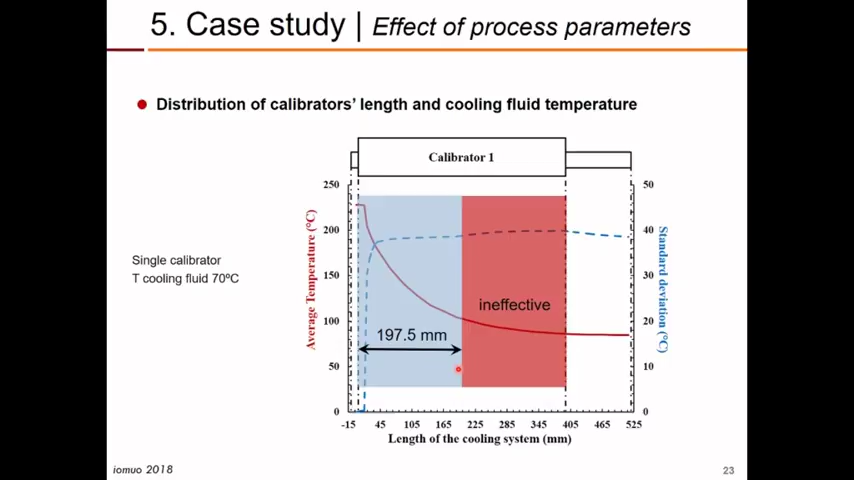 5. Case study | Effect of process parameters
Distribution of calibrators' length and cooling fluid temperature
Calibrator 1
Single calibrator
T cooling fluid 70ºC
Average Temperature (°C)
250
200
150
100
50
0
197.5 mm
ineffective
50
40
30
20
10
0
Standard deviation (°C)
-15 45 105 165 225 285 345 405 465 525
Length of the cooling system (mm)
iomuo 2018
23